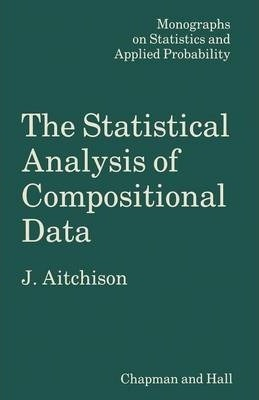 Monographs
on Statistics and
Applied Probability
The Statistical
Analysis of
Compositional
Data
J. Aitchison
Chapman and Hall